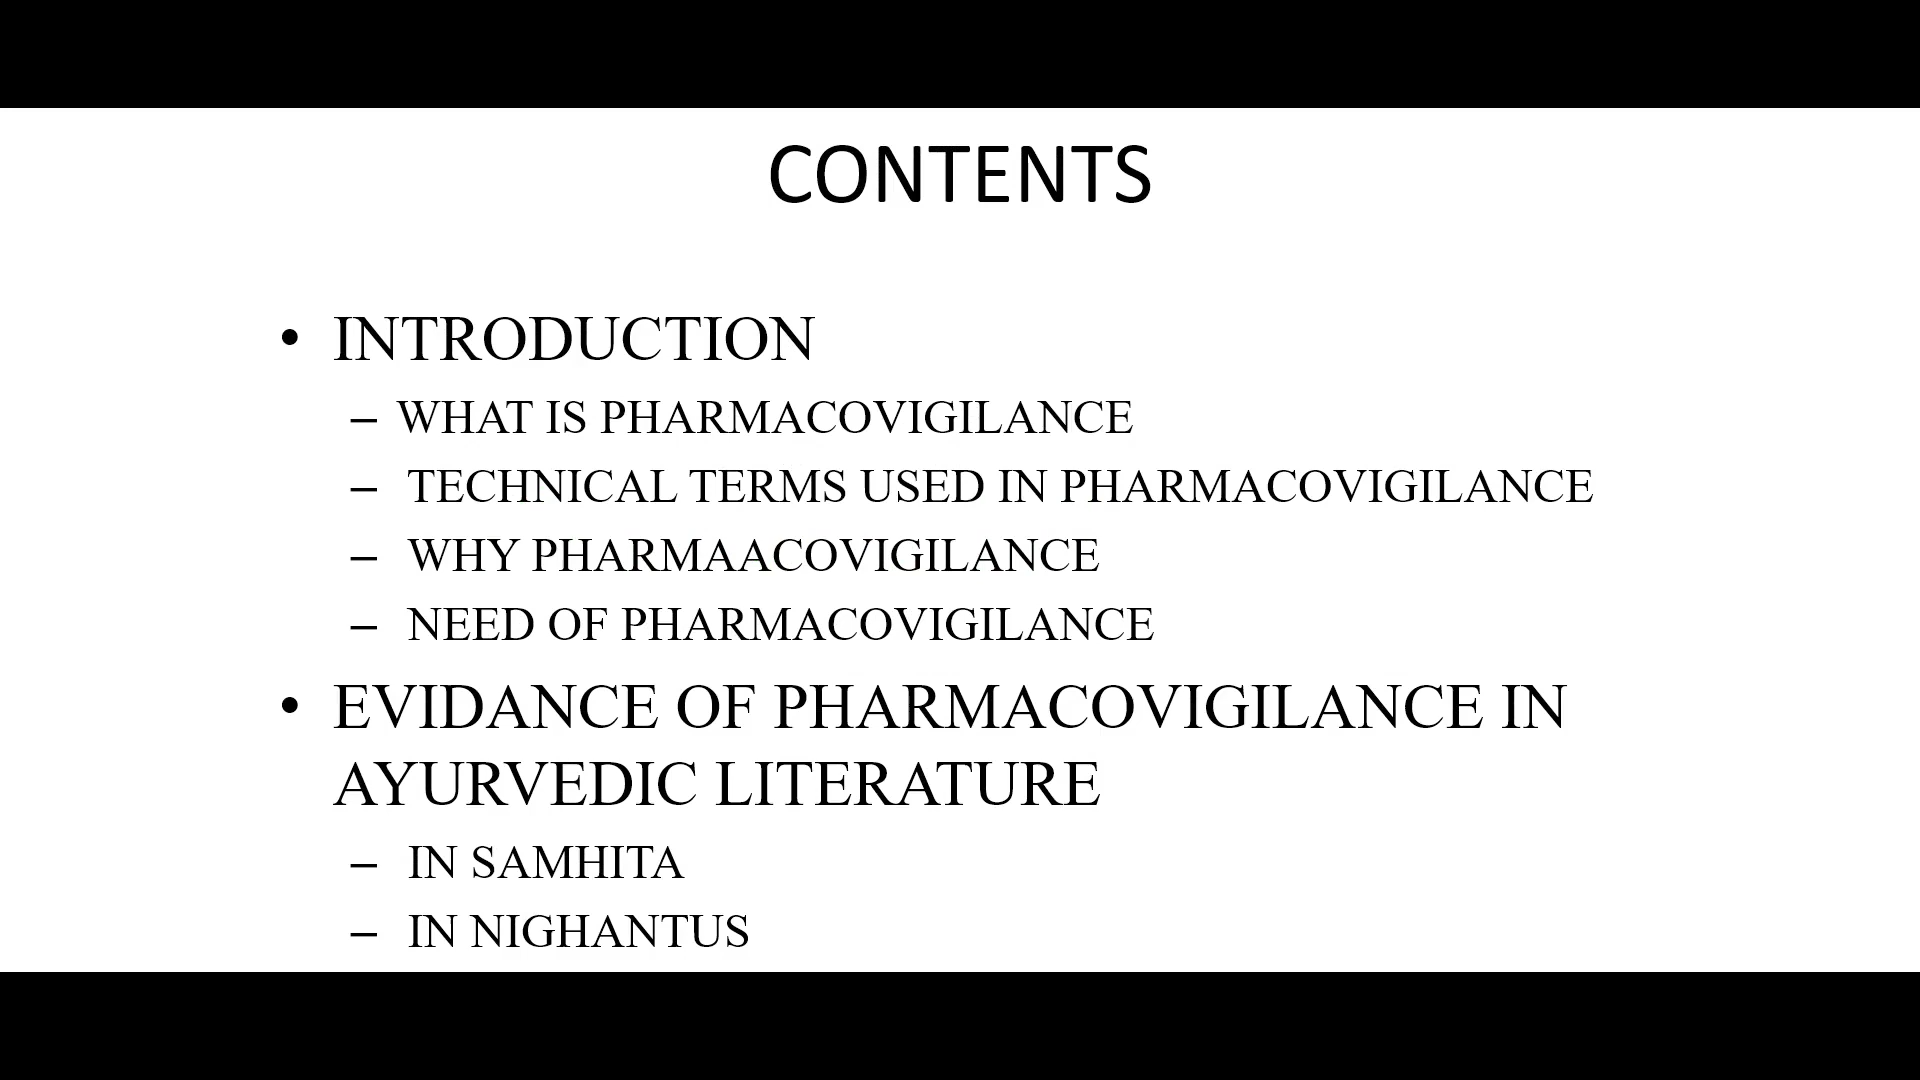 CONTENTS
• INTRODUCTION
– WHAT IS PHARMACOVIGILANCE
– TECHNICAL TERMS USED IN PHARMACOVIGILANCE
– WHY PHARMAACOVIGILANCE
– NEED OF PHARMACOVIGILANCE
• EVIDANCE OF PHARMACOVIGILANCE IN
AYURVEDIC LITERATURE
– IN SAMHITA
– IN NIGHANTUS